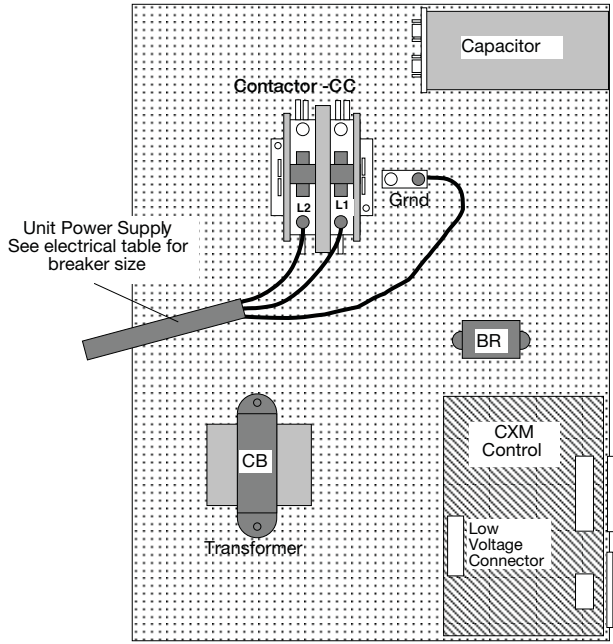 Capacitor
Contactor -CC
L2
L1
Grnd
Unit Power Supply
See electrical table for
breaker size
BR
CXM
Control
CB
Low
Voltage
Connector
Transformer